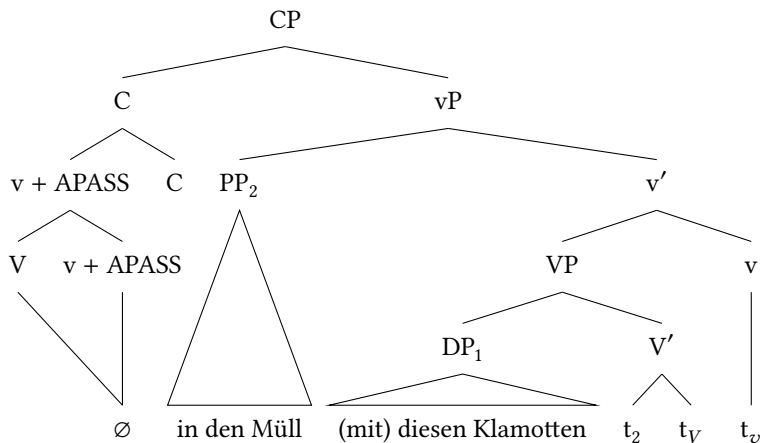 CP
C vP
v + APASS C PP₂ v′
V v + APASS VP v
DP₁ V′
∅ in den Müll (mit) diesen Klamotten t₂ t_V t_v